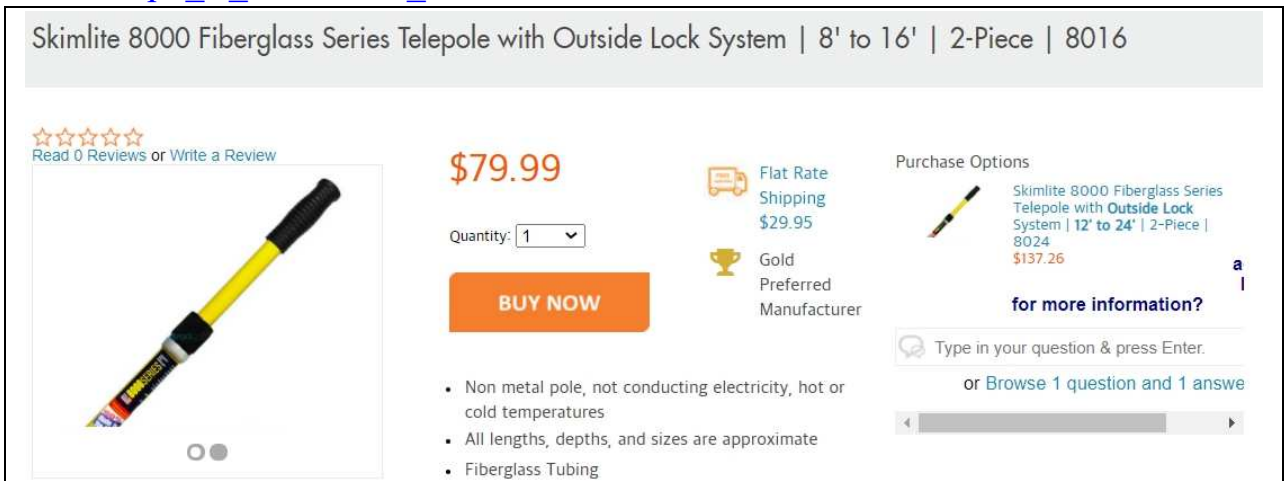 Skimlite 8000 Fiberglass Series Telepole with Outside Lock System | 8' to 16' | 2-Piece | 8016
Read 0 Reviews or Write a Review
8000SERIES
$79.99
Quantity: 1
BUY NOW
Flat Rate
Shipping
$29.95
Gold
Preferred
Manufacturer
• Non metal pole, not conducting electricity, hot or
cold temperatures
• All lengths, depths, and sizes are approximate
• Fiberglass Tubing
Purchase Options
Skimlite 8000 Fiberglass Series
Telepole with Outside Lock
System | 12' to 24' | 2-Piece |
8024
$137.26
a
for more information?
Type in your question & press Enter.
or Browse 1 question and 1 answe